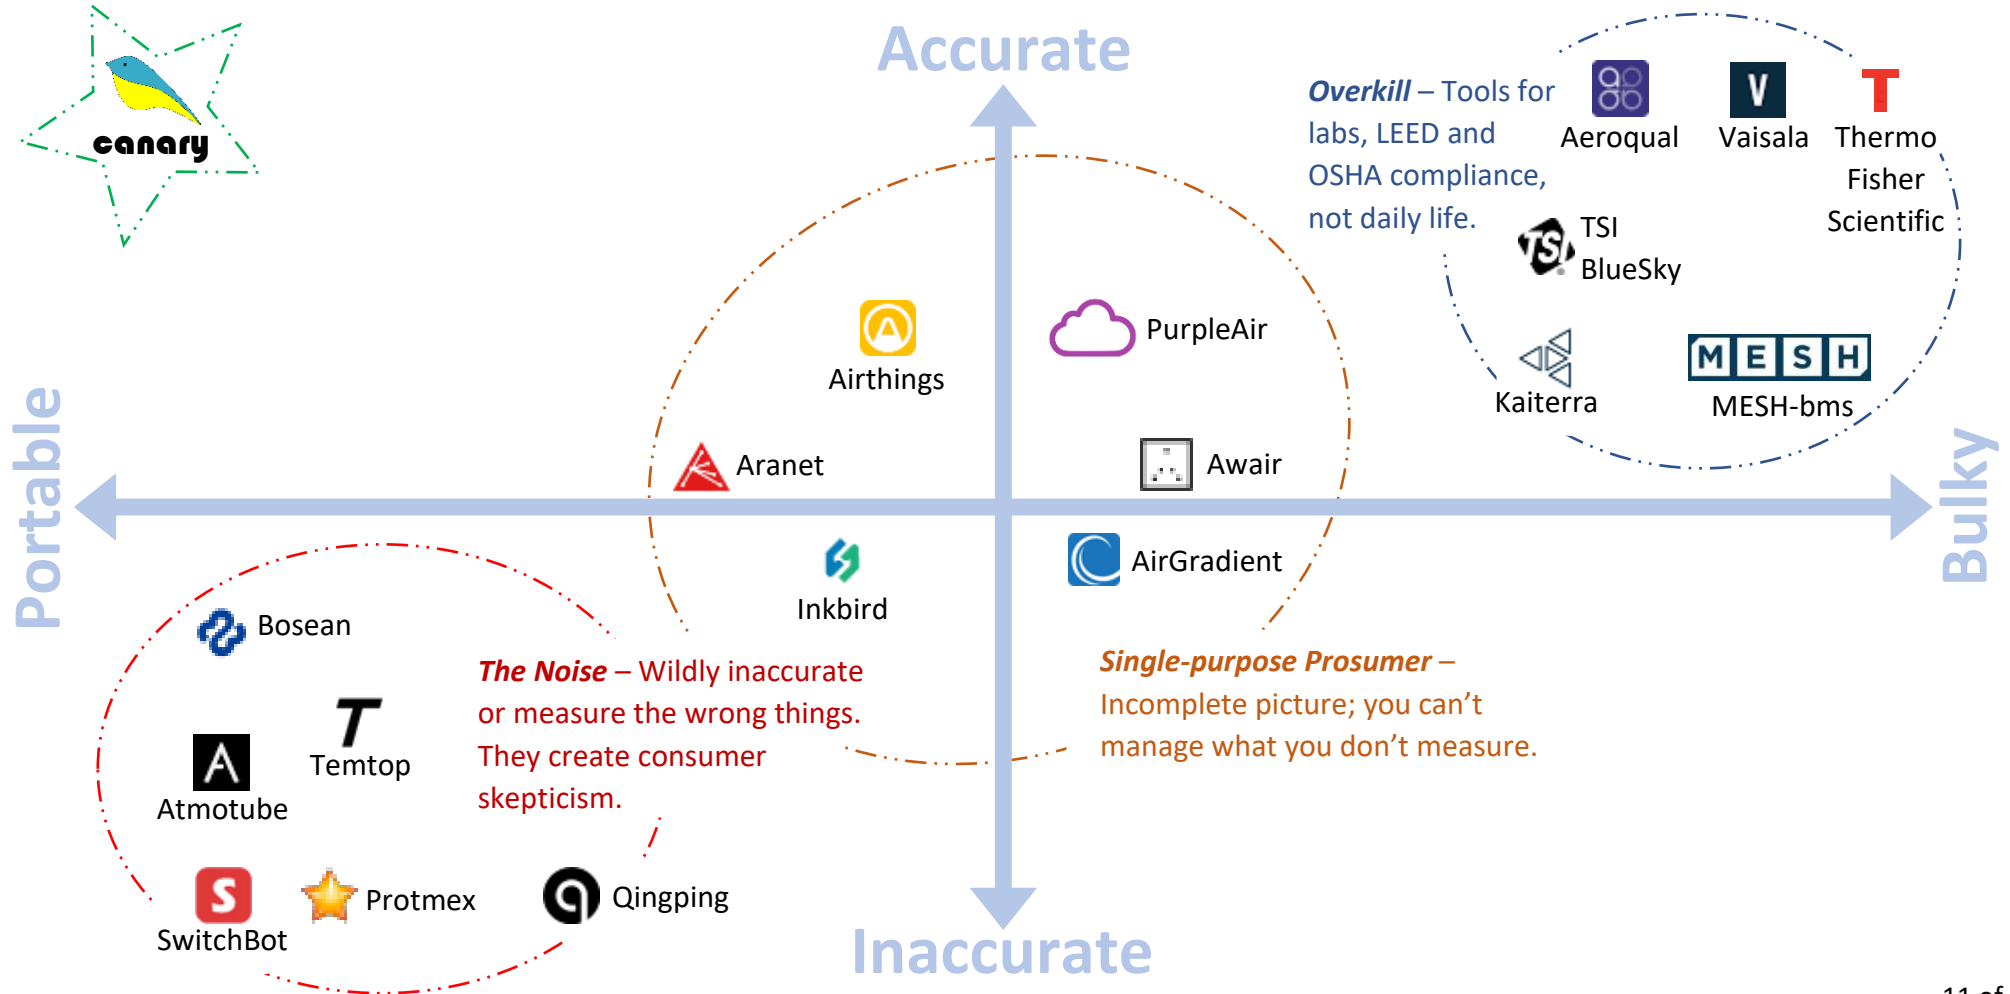 canary
Accurate
Overkill – Tools for
labs, LEED and
OSHA compliance,
not daily life.
Aeroqual
V
Vaisala
T
Thermo
Fisher
Scientific
TSI
TSI
BlueSky
Kaiterra
MESH
MESH-bms
Airthings
PurpleAir
Aranet
Awair
Portable
Bulky
Inkbird
AirGradient
Bosean
T
Temtop
A
Atmotube
S
SwitchBot
Protmex
Qingping
The Noise – Wildly inaccurate
or measure the wrong things.
They create consumer
skepticism.
Single-purpose Prosumer –
Incomplete picture; you can't
manage what you don't measure.
Inaccurate